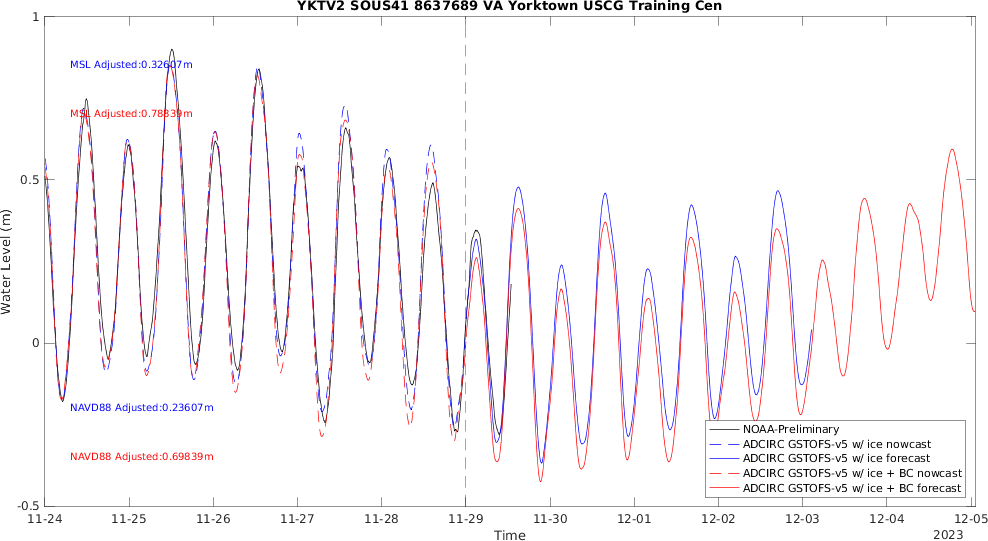 YKTV2 SOUS41 8637689 VA Yorktown USCG Training Cen
Water Level (m)
1
0.5
0
-0.5
MSL Adjusted:0.32607m
MSL Adjusted:0.78839m
NAVD88 Adjusted:0.23607m
NAVD88 Adjusted:0.69839m
NOAA-Preliminary
ADCIRC GSTOFS-v5 w/ ice nowcast
ADCIRC GSTOFS-v5 w/ ice forecast
ADCIRC GSTOFS-v5 w/ ice + BC nowcast
ADCIRC GSTOFS-v5 w/ ice + BC forecast
11-24 11-25 11-26 11-27 11-28 11-29 11-30 12-01 12-02 12-03 12-04 12-05
Time
2023